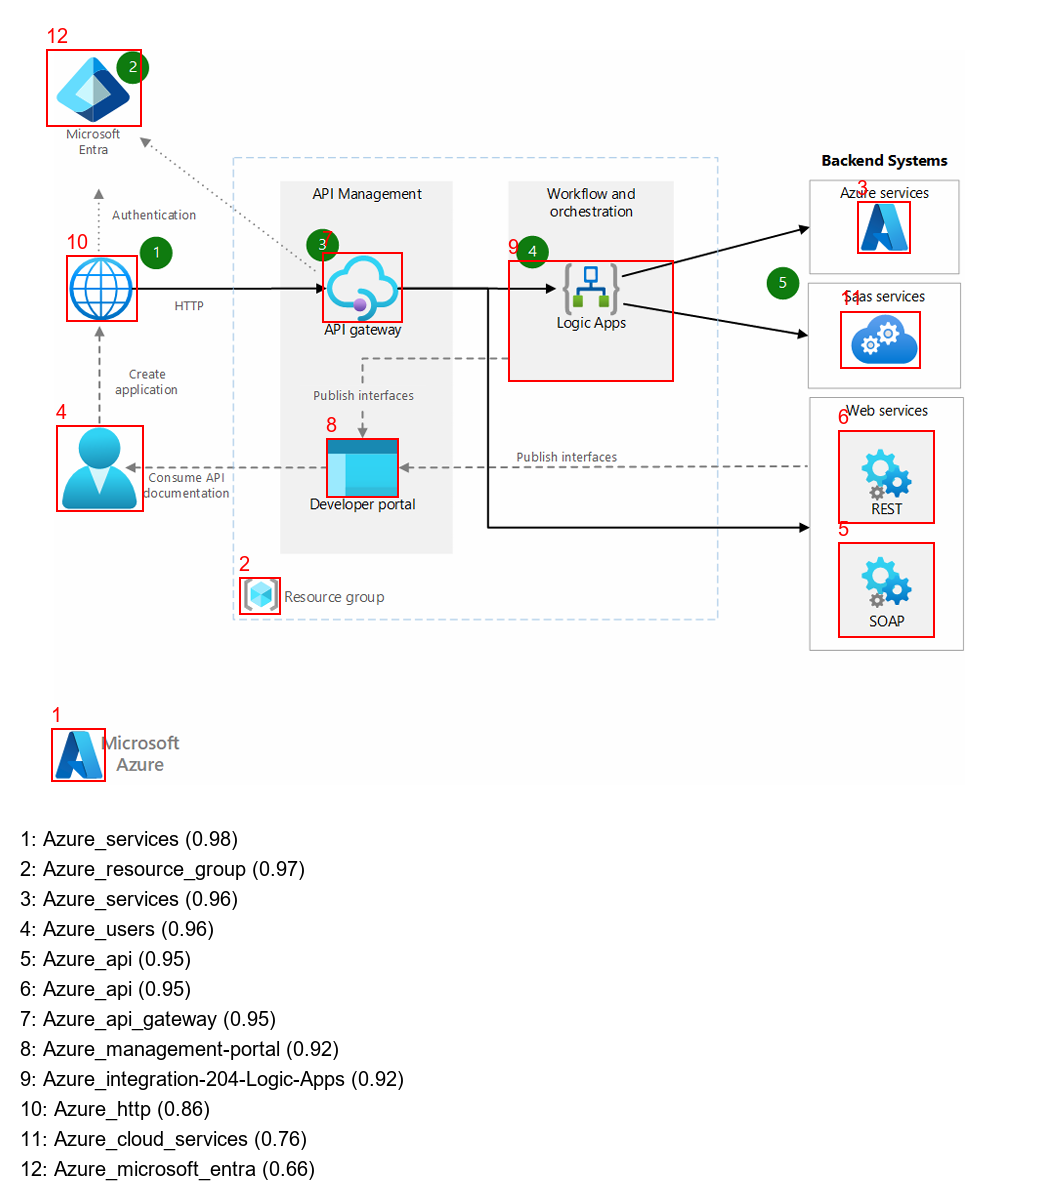 12
2
Microsoft
Entra
Backend Systems
API Management
Workflow and
orchestration
Azure services
3
Authentication
10
1
3
7
9
4
5
HTTP
API gateway
Logic Apps
Saas services
11
Create
application
Publish interfaces
4
8
Web services
6
Publish interfaces
Consume API
documentation
Developer portal
REST
5
2
Resource group
SOAP
1
Microsoft
Azure
1: Azure_services (0.98)
2: Azure_resource_group (0.97)
3: Azure_services (0.96)
4: Azure_users (0.96)
5: Azure_api (0.95)
6: Azure_api (0.95)
7: Azure_api_gateway (0.95)
8: Azure_management-portal (0.92)
9: Azure_integration-204-Logic-Apps (0.92)
10: Azure_http (0.86)
11: Azure_cloud_services (0.76)
12: Azure_microsoft_entra (0.66)